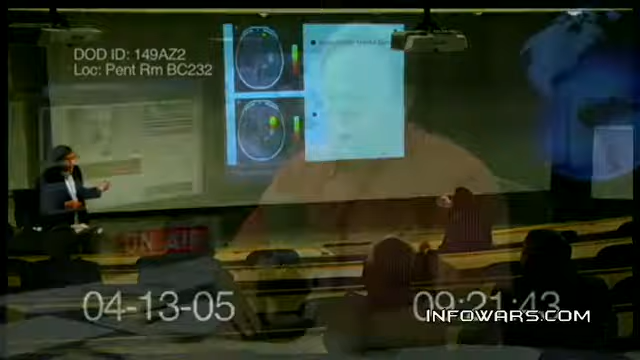 DOD ID: 149AZ2
Loc: Pent Rm BC232
ON AIR
04-13-05
09:21:43
INFOWARS.COM